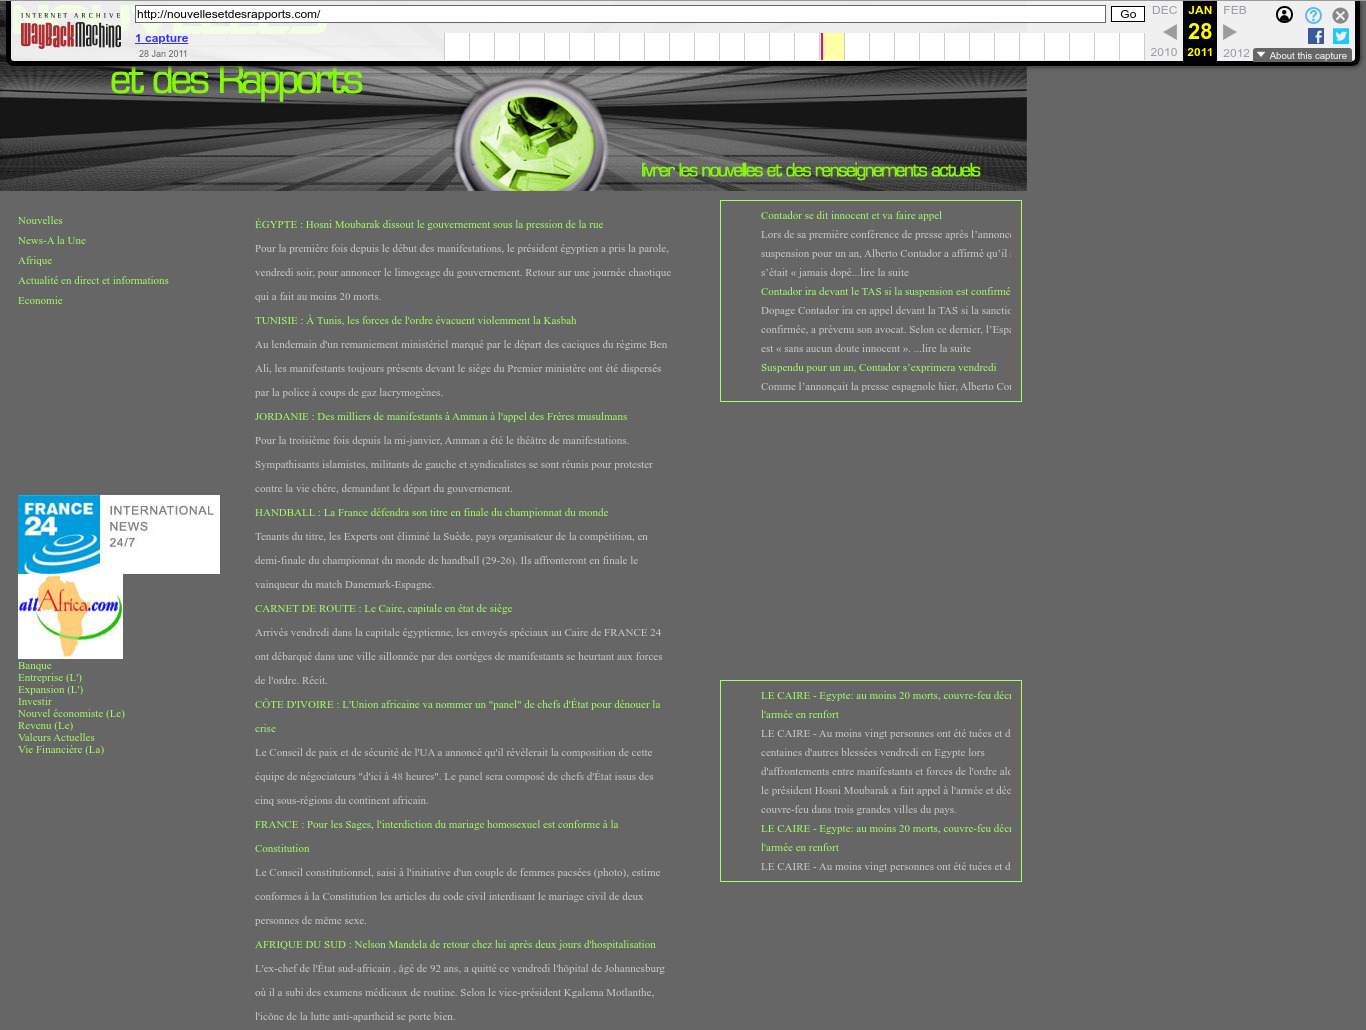 INTERNET ARCHIVE
WayBackMachine
http://nouvellesetdesrapports.com/
Go
DEC
JAN
FEB
1 capture
28 Jan 2011
28
2010
2011
2012
About this capture
et des Rapports
livrer les nouvelles et des renseignements actuels
Nouvelles
News-A la Une
Afrique
Actualité en direct et informations
Economie
FRANCE
24
INTERNATIONAL
NEWS
24/7
allAfrica.com
Banque
Entreprise (L')
Expansion (L')
Investir
Nouvel économiste (Le)
Revenu (Le)
Valeurs Actuelles
Vie Financière (La)
ÉGYPTE : Hosni Moubarak dissout le gouvernement sous la pression de la rue
Pour la première fois depuis le début des manifestations, le président égyptien a pris la parole,
vendredi soir, pour annoncer le limogeage du gouvernement. Retour sur une journée chaotique
qui a fait au moins 20 morts.
TUNISIE : À Tunis, les forces de l'ordre évacuent violemment la Kasbah
Au lendemain d'un remaniement ministériel marqué par le départ des caciques du régime Ben
Ali, les manifestants toujours présents devant le siège du Premier ministère ont été dispersés
par la police à coups de gaz lacrymogènes.
JORDANIE : Des milliers de manifestants à Amman à l'appel des Frères musulmans
Pour la troisième fois depuis la mi-janvier, Amman a été le théâtre de manifestations.
Sympathisants islamistes, militants de gauche et syndicalistes se sont réunis pour protester
contre la vie chère, demandant le départ du gouvernement.
HANDBALL : La France défendra son titre en finale du championnat du monde
Tenants du titre, les Experts ont éliminé la Suède, pays organisateur de la compétition, en
demi-finale du championnat du monde de handball (29-26). Ils affronteront en finale le
vainqueur du match Danemark-Espagne.
CARNET DE ROUTE : Le Caire, capitale en état de siège
Arrivés vendredi dans la capitale égyptienne, les envoyés spéciaux au Caire de FRANCE 24
ont débarqué dans une ville sillonnée par des cortèges de manifestants se heurtant aux forces
de l'ordre. Récit.
CÔTE D'IVOIRE : L'Union africaine va nommer un "panel" de chefs d'État pour dénouer la
crise
Le Conseil de paix et de sécurité de l'UA a annoncé qu'il révèlerait la composition de cette
équipe de négociateurs "d'ici à 48 heures". Le panel sera composé de chefs d'État issus des
cinq sous-régions du continent africain.
FRANCE : Pour les Sages, l'interdiction du mariage homosexuel est conforme à la
Constitution
Le Conseil constitutionnel, saisi à l'initiative d'un couple de femmes pacsées (photo), estime
conformes à la Constitution les articles du code civil interdisant le mariage civil de deux
personnes de même sexe.
AFRIQUE DU SUD : Nelson Mandela de retour chez lui après deux jours d'hospitalisation
L'ex-chef de l'État sud-africain , âgé de 92 ans, a quitté ce vendredi l'hôpital de Johannesburg
où il a subi des examens médicaux de routine. Selon le vice-président Kgalema Motlanthe,
l'icône de la lutte anti-apartheid se porte bien.
Contador se dit innocent et va faire appel
Lors de sa première conférence de presse après l’annonc
suspension pour un an, Alberto Contador a affirmé qu’il
s’était « jamais dopé...lire la suite
Contador ira devant le TAS si la suspension est confirmé
Dopage Contador ira en appel devant la TAS si la sanctio
confirmée, a prévenu son avocat. Selon ce dernier, l’Esp
est « sans aucun doute innocent ». ...lire la suite
Suspendu pour un an, Contador s’exprimera vendredi
Comme l’annonçait la presse espagnole hier, Alberto Co
LE CAIRE - Egypte: au moins 20 morts, couvre-feu décr
l'armée en renfort
LE CAIRE - Au moins vingt personnes ont été tuées et d
centaines d'autres blessées vendredi en Egypte lors
d'affrontements entre manifestants et forces de l'ordre alo
le président Hosni Moubarak a fait appel à l'armée et déc
couvre-feu dans trois grandes villes du pays.
LE CAIRE - Egypte: au moins 20 morts, couvre-feu décr
l'armée en renfort
LE CAIRE - Au moins vingt personnes ont été tuées et d